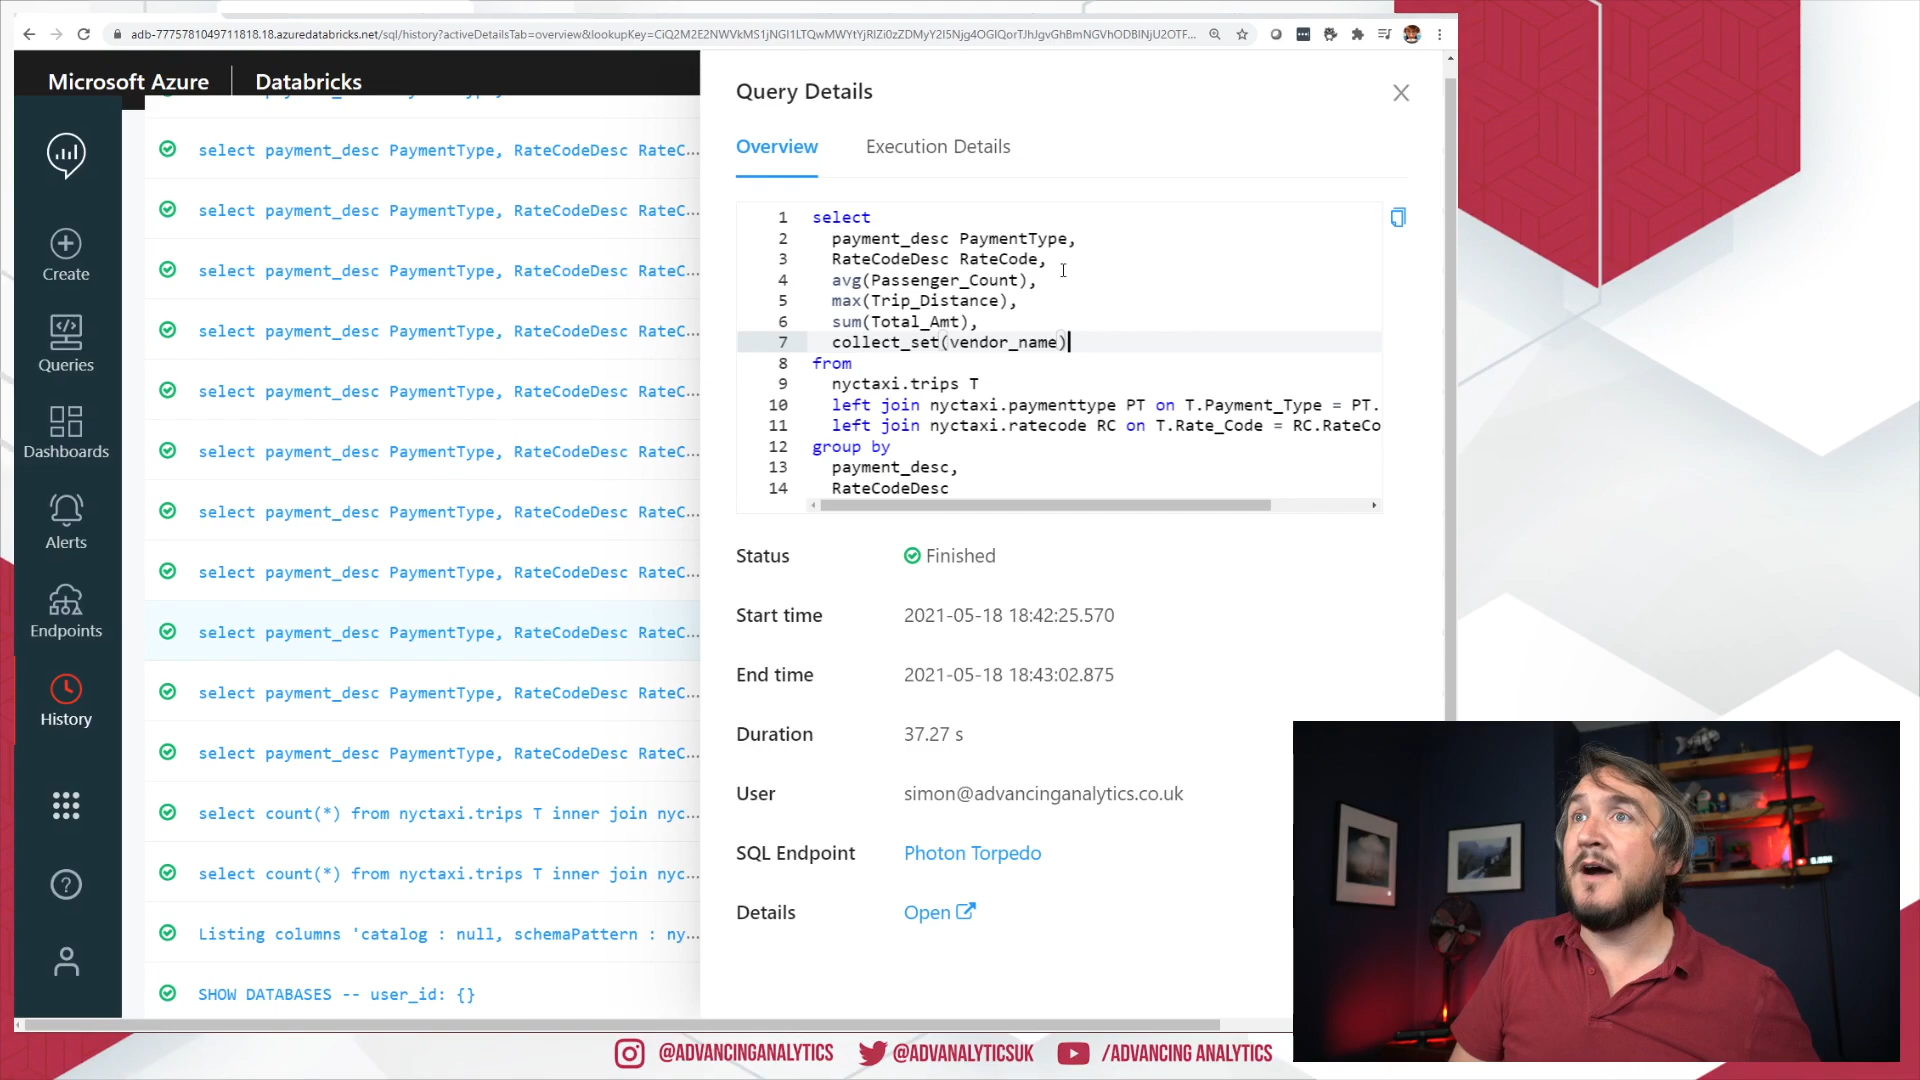 adb-7775781049711818.18.azuredatabricks.net/sql/history?activeDetailsTab=overview&lookupKey=
Microsoft Azure | Databricks
Create
Queries
Dashboards
Alerts
Endpoints
History
select payment_desc PaymentType, RateCodeDesc RateC...
select payment_desc PaymentType, RateCodeDesc RateC...
select payment_desc PaymentType, RateCodeDesc RateC...
select payment_desc PaymentType, RateCodeDesc RateC...
select payment_desc PaymentType, RateCodeDesc RateC...
select payment_desc PaymentType, RateCodeDesc RateC...
select payment_desc PaymentType, RateCodeDesc RateC...
select payment_desc PaymentType, RateCodeDesc RateC...
select payment_desc PaymentType, RateCodeDesc RateC...
select payment_desc PaymentType, RateCodeDesc RateC...
select payment_desc PaymentType, RateCodeDesc RateC...
select count(*) from nyctaxi.trips T inner join nyc...
select count(*) from nyctaxi.trips T inner join nyc...
Listing columns 'catalog : null, schemaPattern : ny...
SHOW DATABASES -- user_id: {}
Query Details
Overview
Execution Details
1 select
2 payment_desc PaymentType,
3 RateCodeDesc RateCode,
4 avg(Passenger_Count),
5 max(Trip_Distance),
6 sum(Total_Amt),
7 collect_set(vendor_name)
8 from
9 nyctaxi.trips T
10 left join nyctaxi.paymenttype PT on T.Payment_Type = PT.
11 left join nyctaxi.ratecode RC on T.Rate_Code = RC.RateCo
12 group by
13 payment_desc,
14 RateCodeDesc
Status Finished
Start time 2021-05-18 18:42:25.570
End time 2021-05-18 18:43:02.875
Duration 37.27 s
User simon@advancinganalytics.co.uk
SQL Endpoint Photon Torpedo
Details Open
@ADVANCINGANALYTICS @ADVANALYTICSUK /ADVANCING ANALYTICS